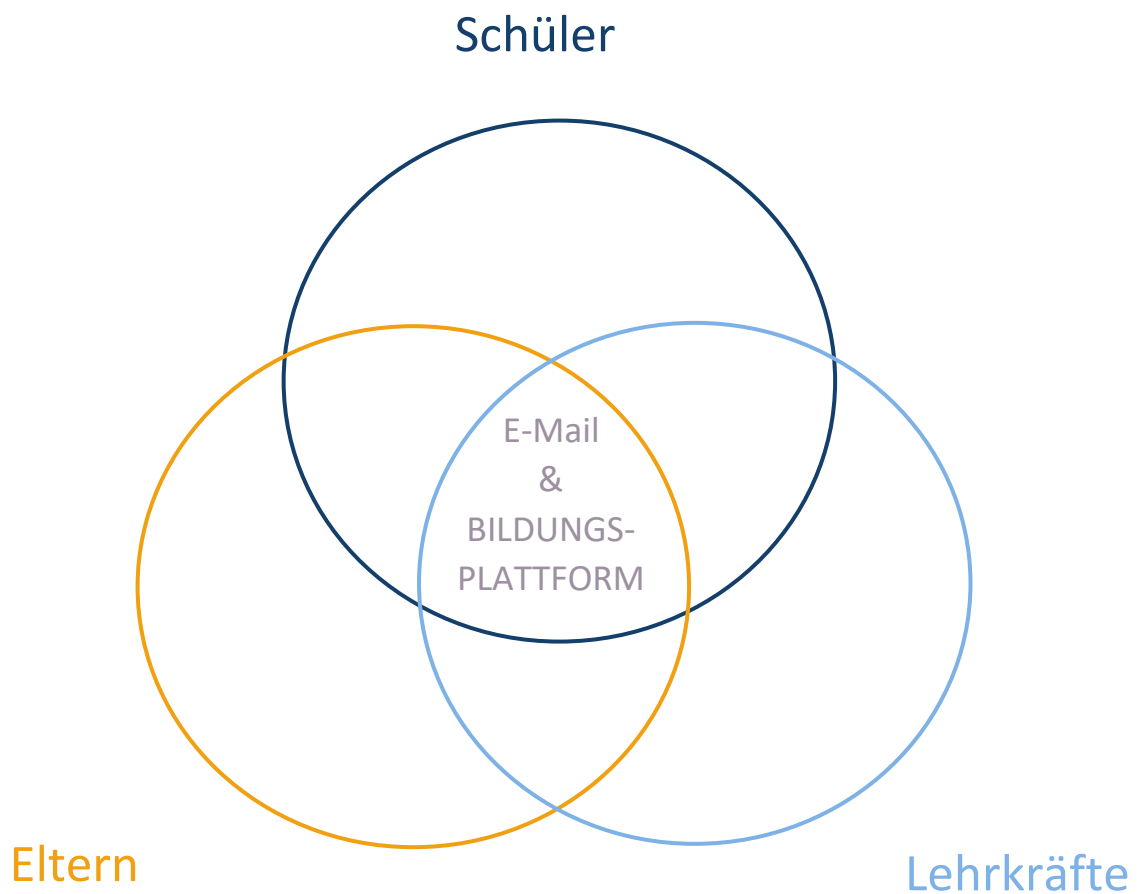 Schüler
E-Mail
&
BILDUNGS-
PLATTFORM
Eltern
Lehrkräfte